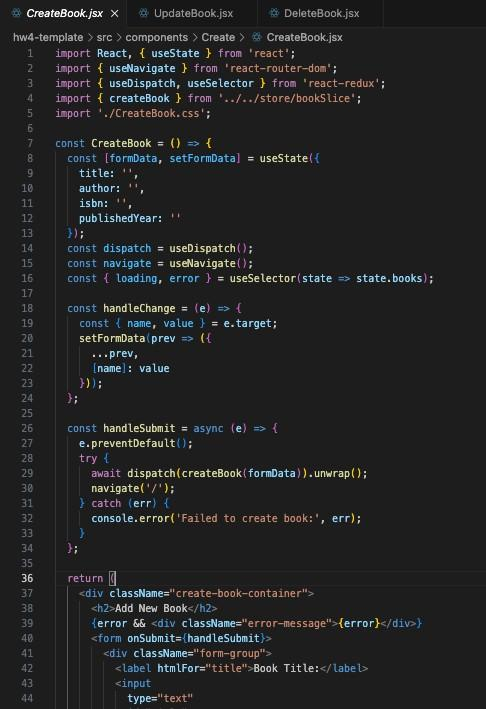 CreateBook.jsx × UpdateBook.jsx DeleteBook.jsx
hw4-template > src > components > Create > CreateBook.jsx
1 import React, { useState } from 'react';
2 import { useNavigate } from 'react-router-dom';
3 import { useDispatch, useSelector } from 'react-redux';
4 import { createBook } from '../../store/bookSlice';
5 import './CreateBook.css';
6
7 const CreateBook = () => {
8 const [formData, setFormData] = useState({
9 title: '',
10 author: '',
11 isbn: '',
12 publishedYear: ''
13 });
14 const dispatch = useDispatch();
15 const navigate = useNavigate();
16 const { loading, error } = useSelector(state => state.books);
17
18 const handleChange = (e) => {
19 const { name, value } = e.target;
20 setFormData(prev => ({
21 ...prev,
22 [name]: value
23 }));
24 };
25
26 const handleSubmit = async (e) => {
27 e.preventDefault();
28 try {
29 await dispatch(createBook(formData)).unwrap();
30 navigate('/');
31 } catch (err) {
32 console.error('Failed to create book:', err);
33 }
34 };
35
36 return (
37 <div className="create-book-container">
38 <h2>Add New Book</h2>
39 {error && <div className="error-message">{error}</div>}
40 <form onSubmit={handleSubmit}>
41 <div className="form-group">
42 <label htmlFor="title">Book Title:</label>
43 <input
44 type="text"